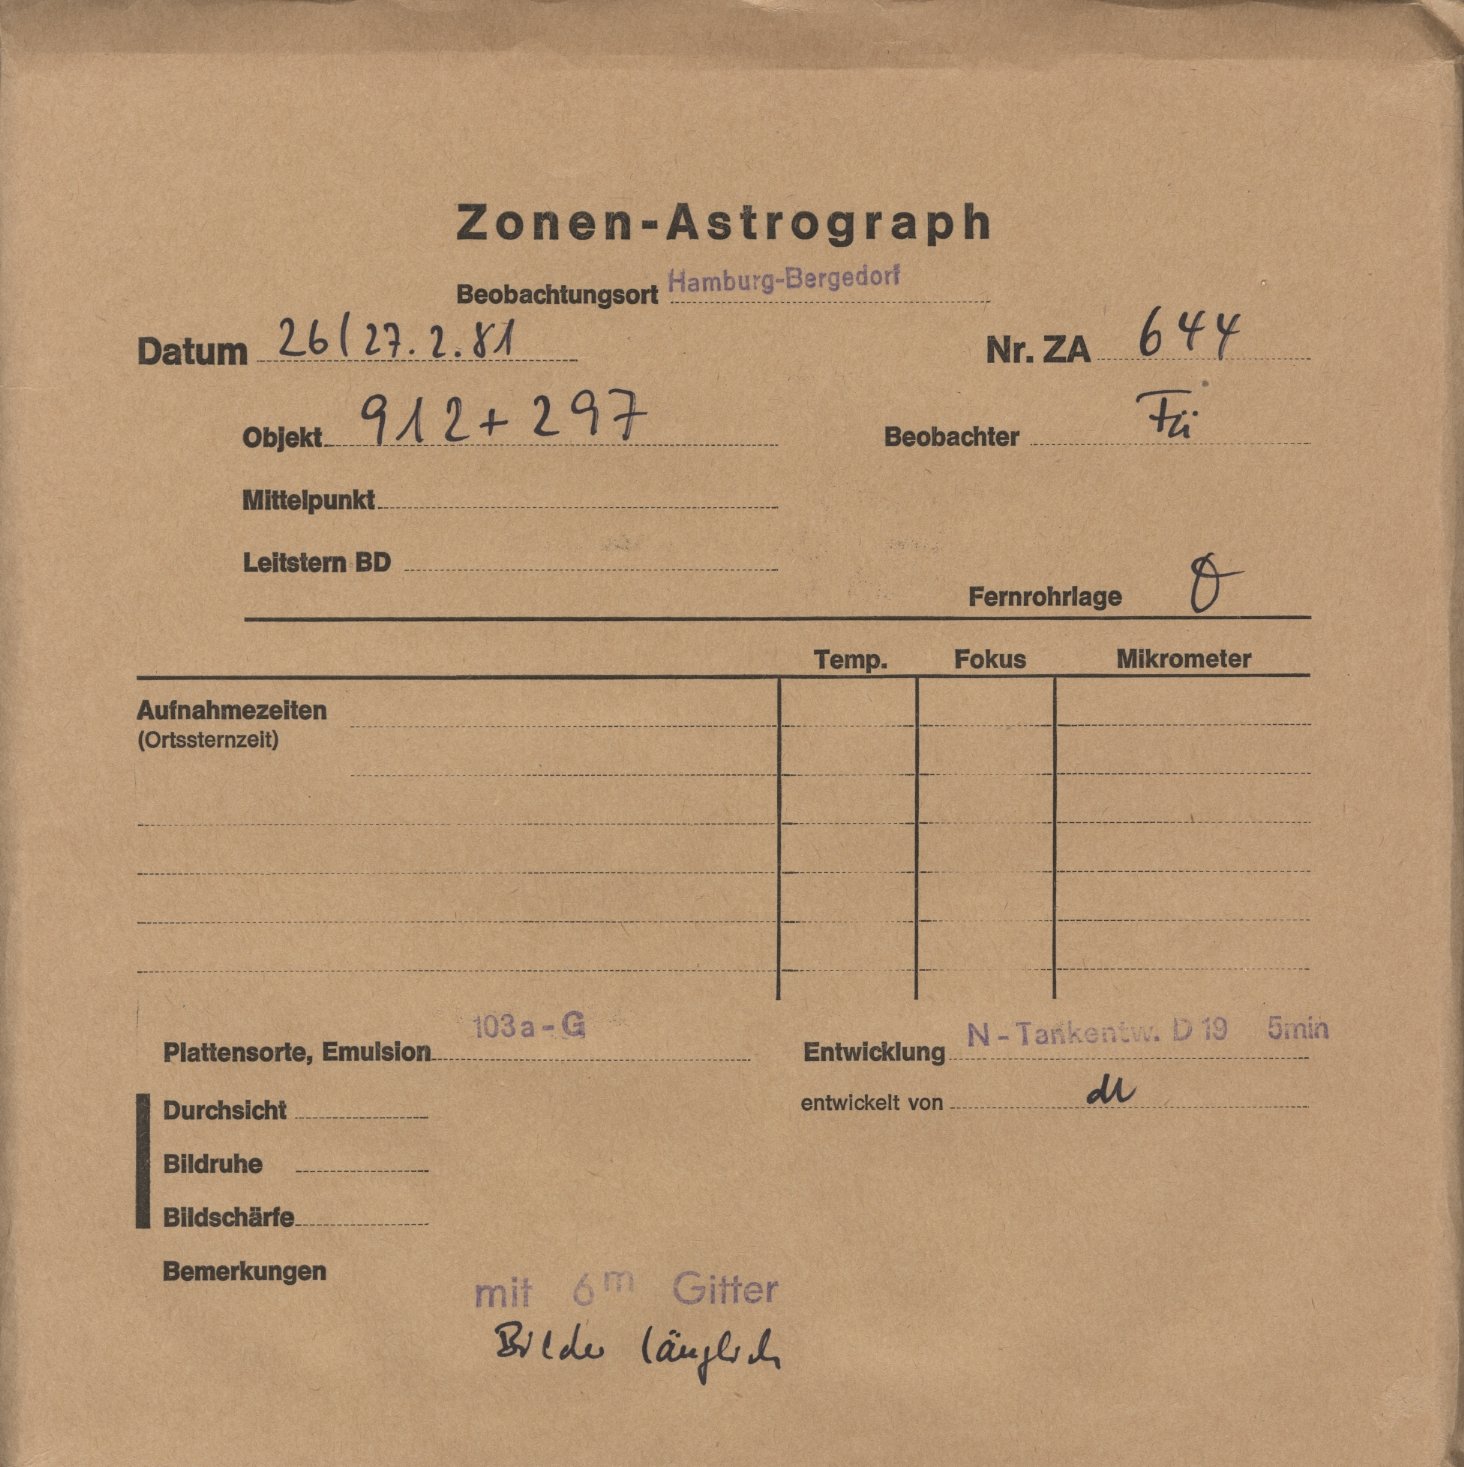 Zonen-Astrograph
Beobachtungsort Hamburg-Bergedorf
Datum 26/27.2.81 Nr. ZA 644
Objekt 912+297 Beobachter Fü
Mittelpunkt
Leitstern BD
Fernrohrlage
Temp. Fokus Mikrometer
Aufnahmezeiten
(Ortssternzeit)
Plattensorte, Emulsion 103a-G Entwicklung N-Tankentw. D 19 5min
Durchsicht entwickelt von
Bildruhe
Bildschärfe
Bemerkungen mit 6m Gitter
Bilder länglich